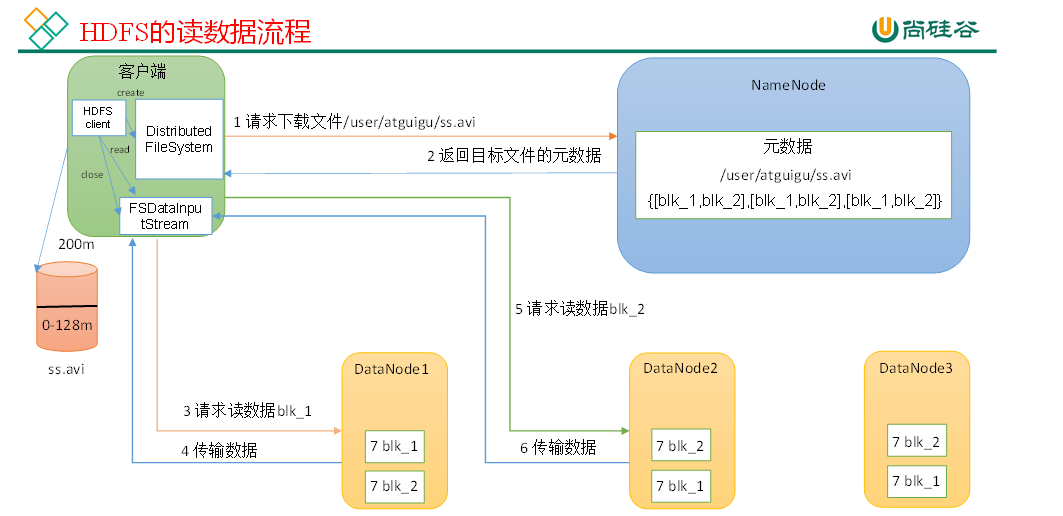 HDFS的读数据流程
尚硅谷
客户端
create
HDFS
client
Distributed
FileSystem
read
close
FSDataInpu
tStream
1 请求下载文件/user/atguigu/ss.avi
2 返回目标文件的元数据
NameNode
元数据
/user/atguigu/ss.avi
{[blk_1,blk_2],[blk_1,blk_2],[blk_1,blk_2]}
200m
0-128m
ss.avi
5 请求读数据blk_2
3 请求读数据blk_1
4 传输数据
6 传输数据
DataNode1
7 blk_1
7 blk_2
DataNode2
7 blk_2
7 blk_1
DataNode3
7 blk_2
7 blk_1